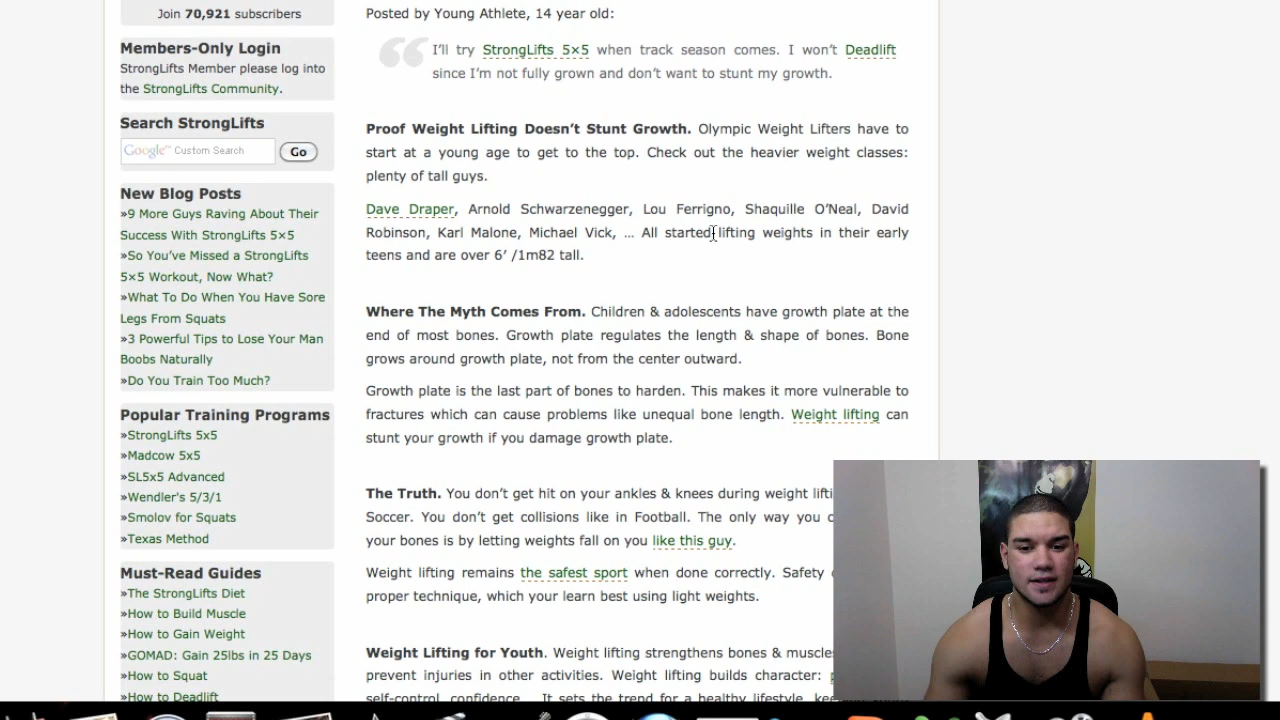 Join 70,921 subscribers
Members-Only Login
StrongLifts Member please log into
the StrongLifts Community.
Search StrongLifts
Google™ Custom Search
Go
New Blog Posts
»9 More Guys Raving About Their
Success With StrongLifts 5×5
»So You’ve Missed a StrongLifts
5×5 Workout, Now What?
»What To Do When You Have Sore
Legs From Squats
»3 Powerful Tips to Lose Your Man
Boobs Naturally
»Do You Train Too Much?
Popular Training Programs
»StrongLifts 5x5
»Madcow 5x5
»SL5x5 Advanced
»Wendler's 5/3/1
»Smolov for Squats
»Texas Method
Must-Read Guides
»The StrongLifts Diet
»How to Build Muscle
»How to Gain Weight
»GOMAD: Gain 25lbs in 25 Days
»How to Squat
»How to Deadlift
Posted by Young Athlete, 14 year old:
I’ll try StrongLifts 5×5 when track season comes. I won’t Deadlift
since I’m not fully grown and don’t want to stunt my growth.
Proof Weight Lifting Doesn’t Stunt Growth. Olympic Weight Lifters have to
start at a young age to get to the top. Check out the heavier weight classes:
plenty of tall guys.
Dave Draper, Arnold Schwarzenegger, Lou Ferrigno, Shaquille O’Neal, David
Robinson, Karl Malone, Michael Vick, … All started lifting weights in their early
teens and are over 6’ /1m82 tall.
Where The Myth Comes From. Children & adolescents have growth plate at the
end of most bones. Growth plate regulates the length & shape of bones. Bone
grows around growth plate, not from the center outward.
Growth plate is the last part of bones to harden. This makes it more vulnerable to
fractures which can cause problems like unequal bone length. Weight lifting can
stunt your growth if you damage growth plate.
The Truth. You don’t get hit on your ankles & knees during weight
Soccer. You don’t get collisions like in Football. The only way you
your bones is by letting weights fall on you like this guy.
Weight lifting remains the safest sport when done correctly. Safety
proper technique, which your learn best using light weights.
Weight Lifting for Youth. Weight lifting strengthens bones & muscles
prevent injuries in other activities. Weight lifting builds character:
self-control, confidence … It sets the trend for a healthy lifestyle,